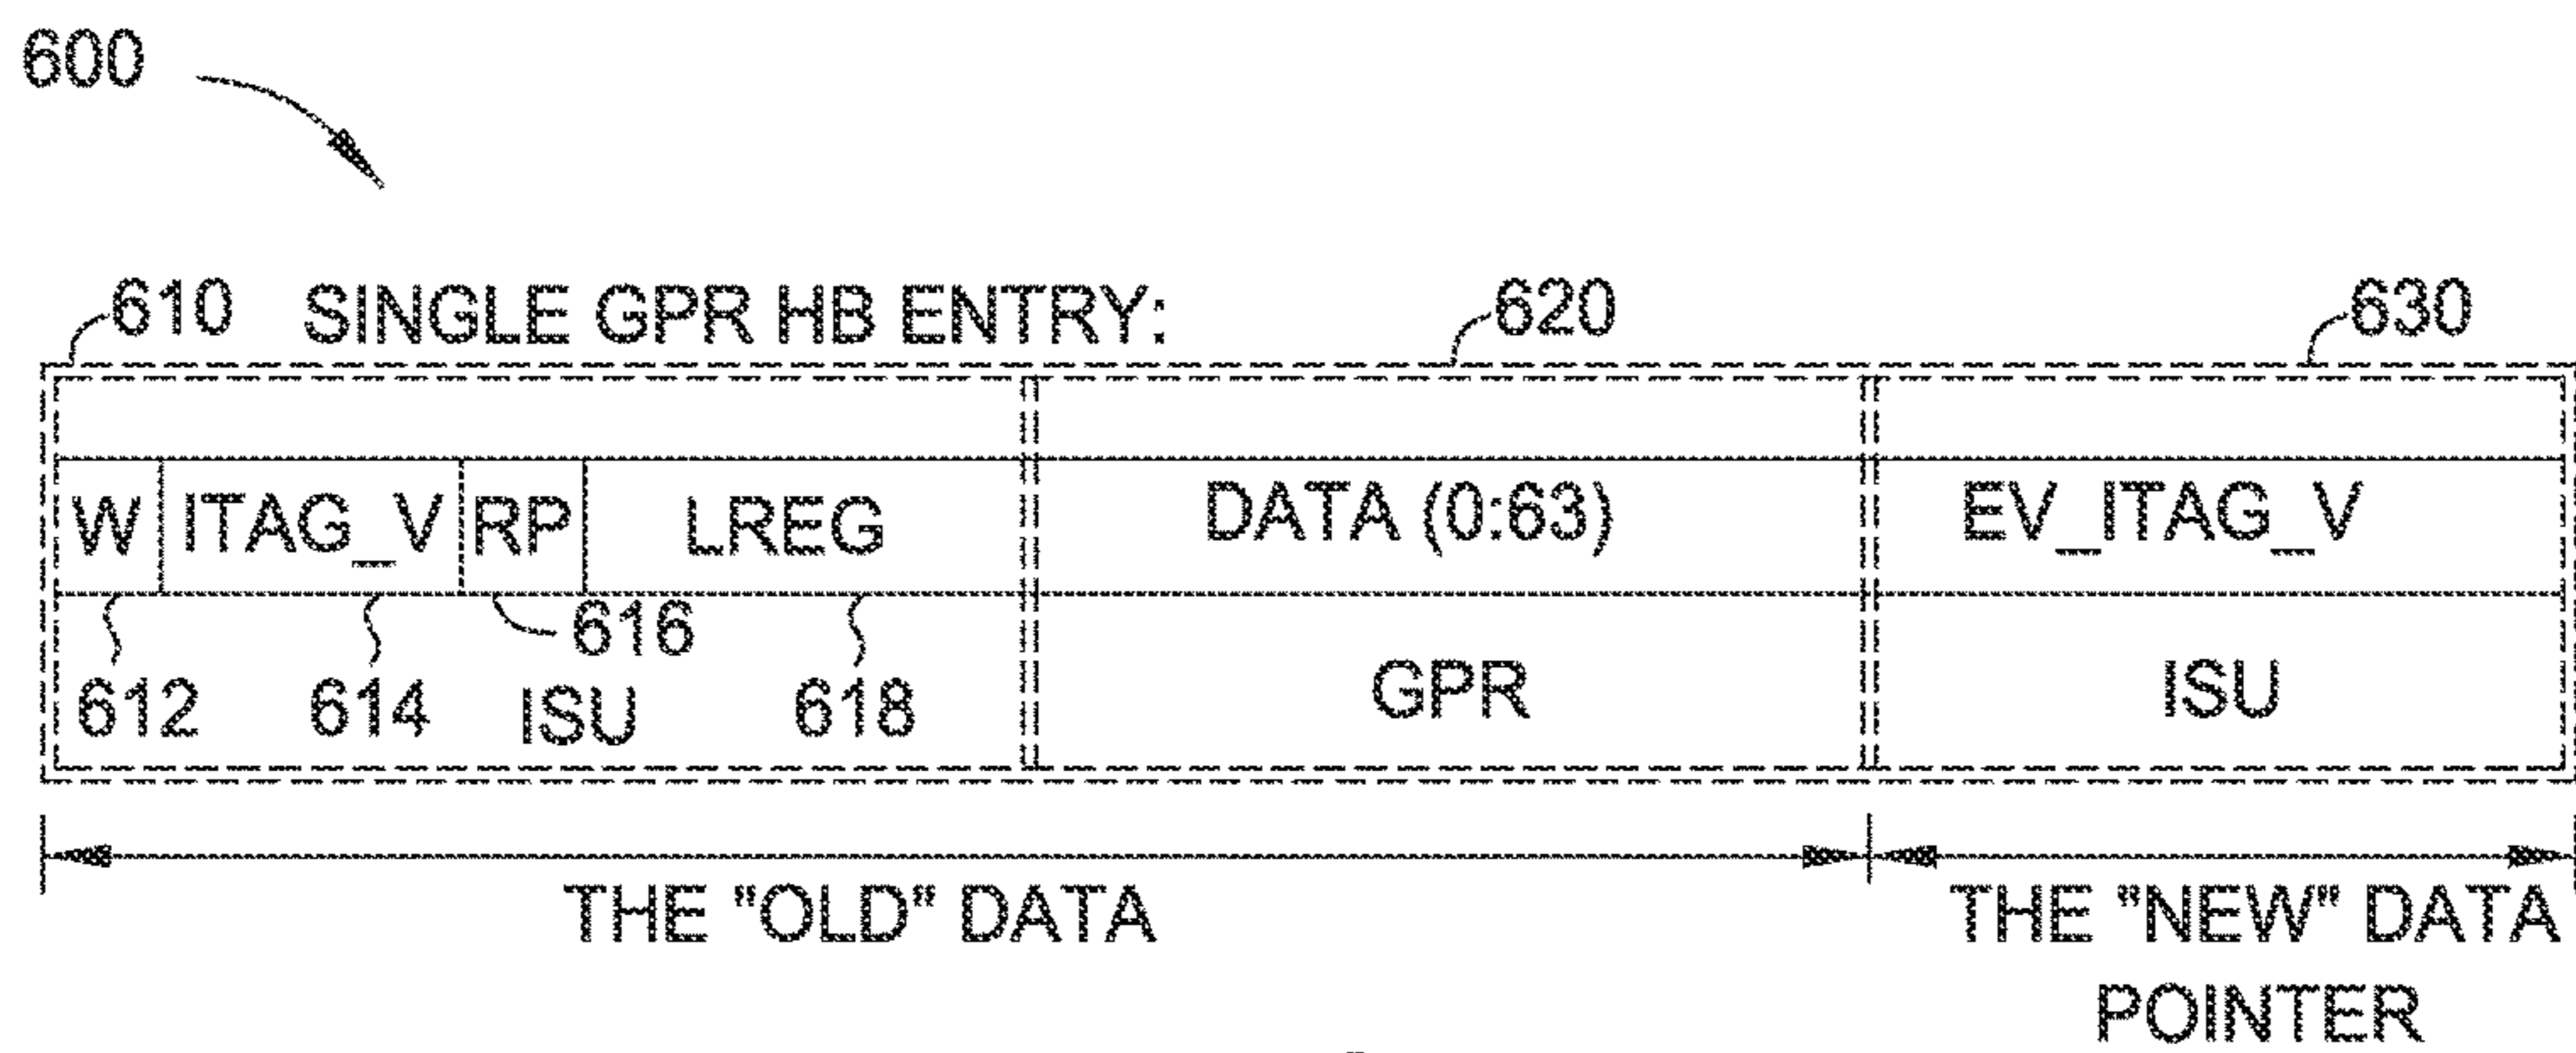 600
610 SINGLE GPR HB ENTRY: 620 630
W ITAG_V RP LREG DATA (0:63) EV_ITAG_V
616
612 614 ISU 618 GPR ISU
THE "OLD" DATA THE "NEW" DATA
POINTER